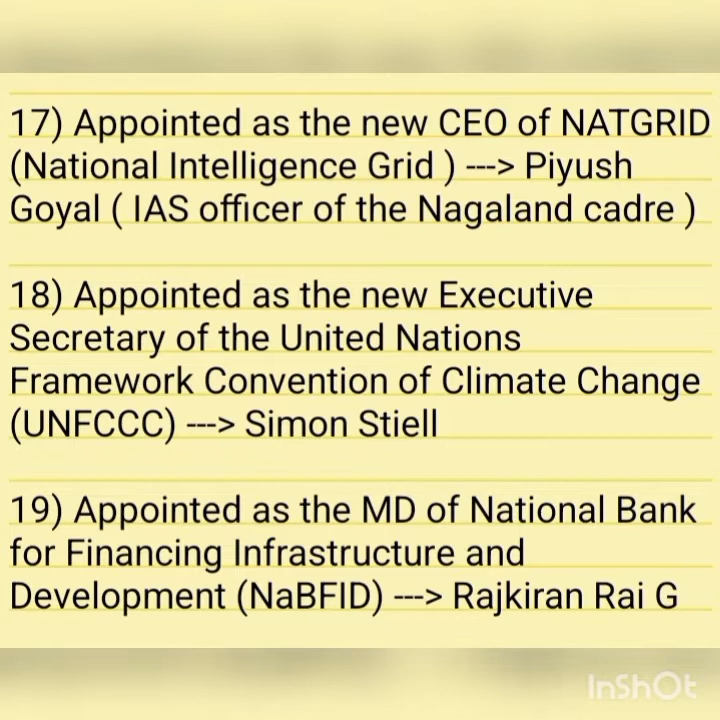 17) Appointed as the new CEO of NATGRID
(National Intelligence Grid ) ---> Piyush
Goyal ( IAS officer of the Nagaland cadre )
18) Appointed as the new Executive
Secretary of the United Nations
Framework Convention of Climate Change
(UNFCCC) ---> Simon Stiell
19) Appointed as the MD of National Bank
for Financing Infrastructure and
Development (NaBFID) ---> Rajkiran Rai G
InShOt